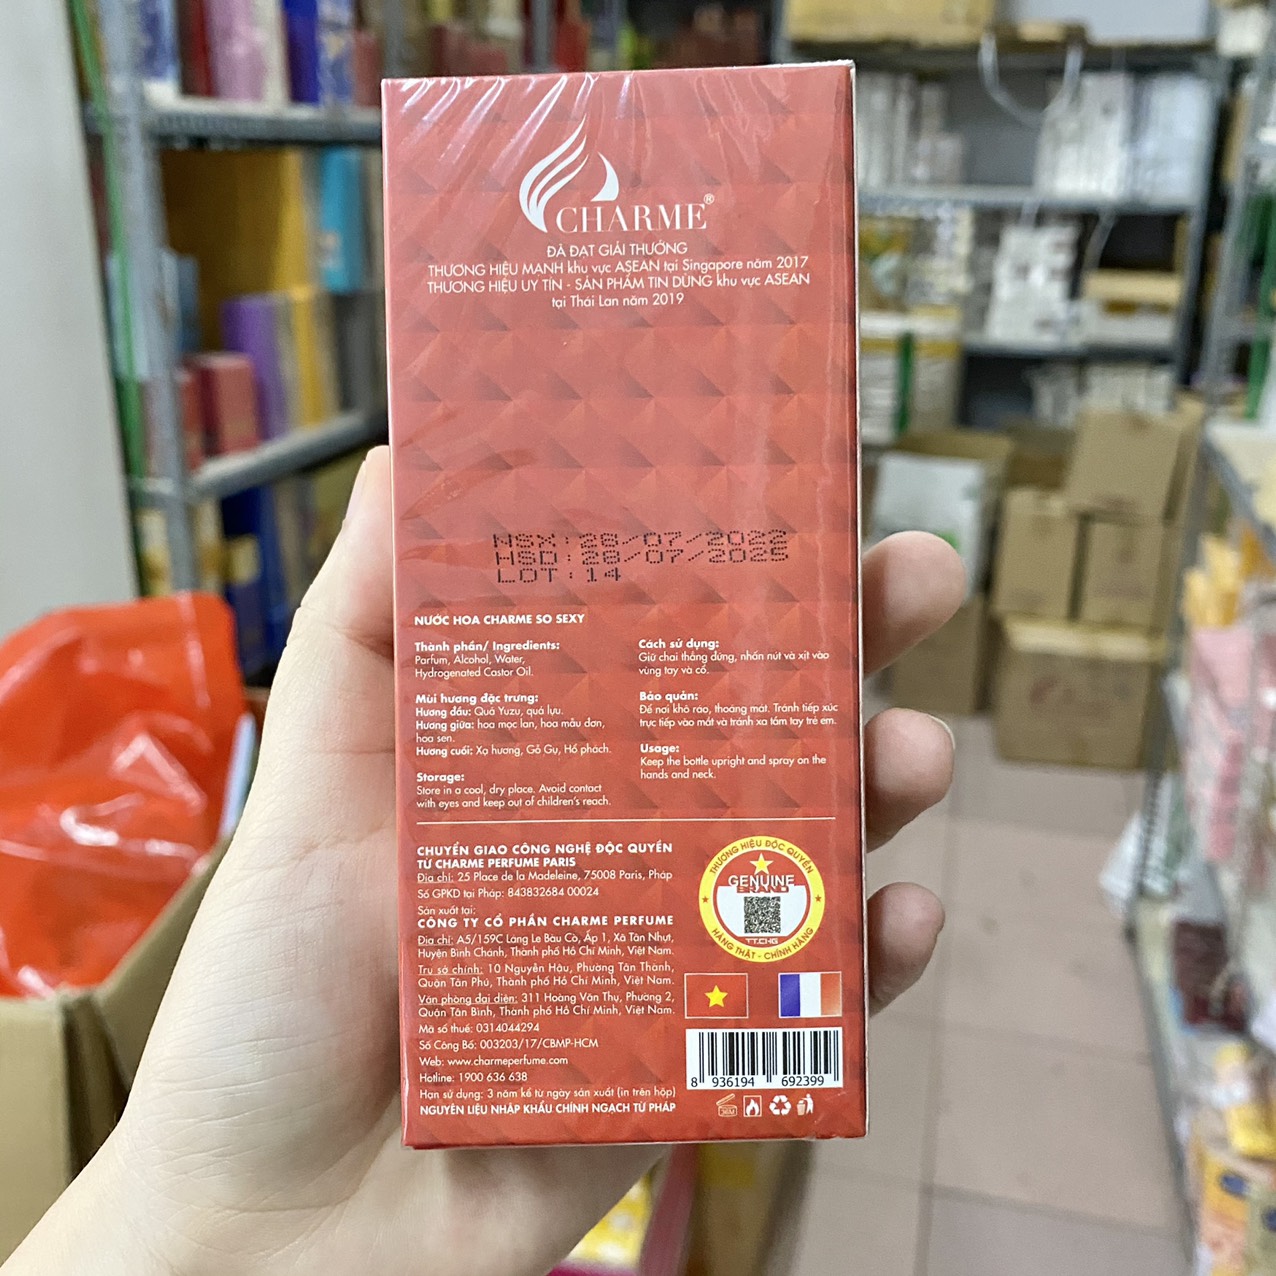 CHARME®
ĐÃ ĐẠT GIẢI THƯỞNG
THƯƠNG HIỆU MẠNH khu vực ASEAN tại Singapore năm 2017
THƯƠNG HIỆU UY TÍN - SẢN PHẨM TIN DÙNG khu vực ASEAN
tại Thái Lan năm 2019
NSX:28/07/2022
HSD:28/07/2025
LOT:14
NƯỚC HOA CHARME SO SEXY
Thành phần/ Ingredients:
Parfum, Alcohol, Water,
Hydrogenated Castor Oil.
Mùi hương đặc trưng:
Hương đầu: Quả Yuzu, quả lựu.
Hương giữa: hoa mọc lan, hoa mẫu đơn,
hoa sen.
Hương cuối: Xạ hương, Gỗ Gụ, Hổ phách.
Storage:
Store in a cool, dry place. Avoid contact
with eyes and keep out of children's reach.
Cách sử dụng:
Giữ chai thẳng đứng, nhấn nút và xịt vào
vùng tay và cổ.
Bảo quản:
Để nơi khô ráo, thoáng mát. Tránh tiếp xúc
trực tiếp vào mắt và tránh xa tầm tay trẻ em.
Usage:
Keep the bottle upright and spray on the
hands and neck.
CHUYỂN GIAO CÔNG NGHỆ ĐỘC QUYỀN
TỪ CHARME PERFUME PARIS
Địa chỉ: 25 Place de la Madeleine, 75008 Paris, Pháp
Số GPKD tại Pháp: 843832684 00024
Sản xuất tại:
CÔNG TY CỔ PHẦN CHARME PERFUME
Địa chỉ: A5/159C Láng Le Bàu Cò, Ấp 1, Xã Tân Nhựt,
Huyện Bình Chánh, Thành phố Hồ Chí Minh, Việt Nam.
Trụ sở chính: 10 Nguyễn Háo, Phường Tân Thành,
Quận Tân Phú, Thành phố Hồ Chí Minh, Việt Nam.
Văn phòng đại diện: 311 Hoàng Văn Thụ, Phường 2,
Quận Tân Bình, Thành phố Hồ Chí Minh, Việt Nam.
Mã số thuế: 0314044294
Số Công Bố: 003203/17/CBMP-HCM
Web: www.charmeperfume.com
Hotline: 1900 636 638
Hạn sử dụng: 3 năm kể từ ngày sản xuất (in trên hộp)
NGUYÊN LIỆU NHẬP KHẨU CHÍNH NGẠCH TỪ PHÁP
THƯƠNG HIỆU ĐỘC QUYỀN
GENUINE
BRAND
TT.CHG
HÀNG THẬT - CHÍNH HÃNG
8 936194 692399
36M